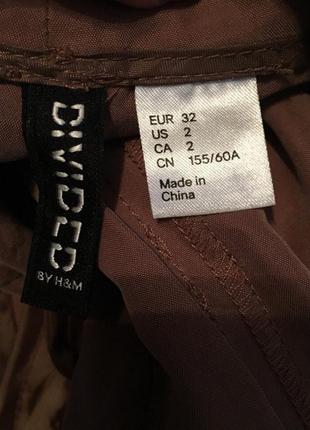 DIVIDED
BY H&M
EUR 32
US 2
CA 2
CN 155/60A
Made in
China